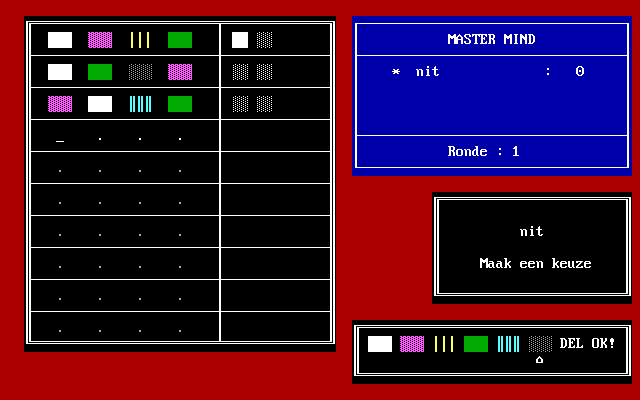 MASTER MIND
* nit : 0
Ronde : 1
nit
Maak een keuze
DEL OK!